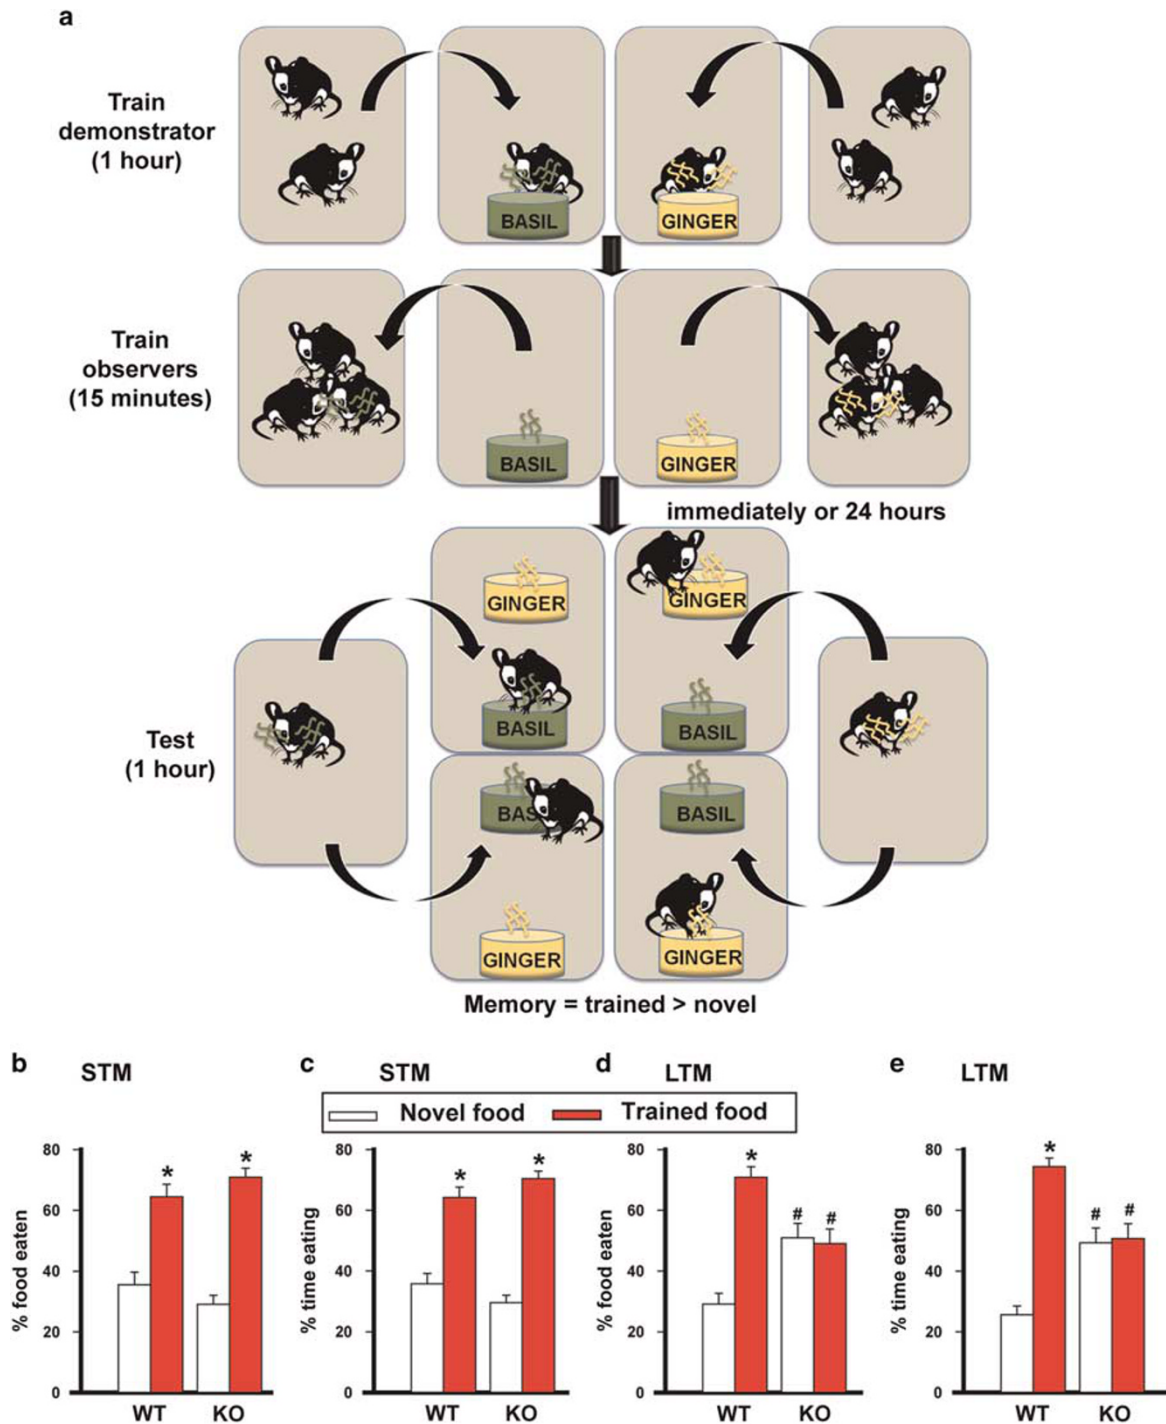 a
Train
demonstrator
(1 hour)
BASIL
GINGER
Train
observers
(15 minutes)
BASIL
GINGER
immediately or 24 hours
GINGER
GINGER
BASIL
BASIL
Test
(1 hour)
BAS
BASIL
GINGER
GINGER
Memory = trained > novel
b STM
c STM
d LTM
e LTM
Novel food
Trained food
% food eaten
80
60
40
20
0
* *
WT KO
% time eating
80
60
40
20
0
* *
WT KO
% food eaten
80
60
40
20
0
* # #
WT KO
% time eating
80
60
40
20
0
* # #
WT KO